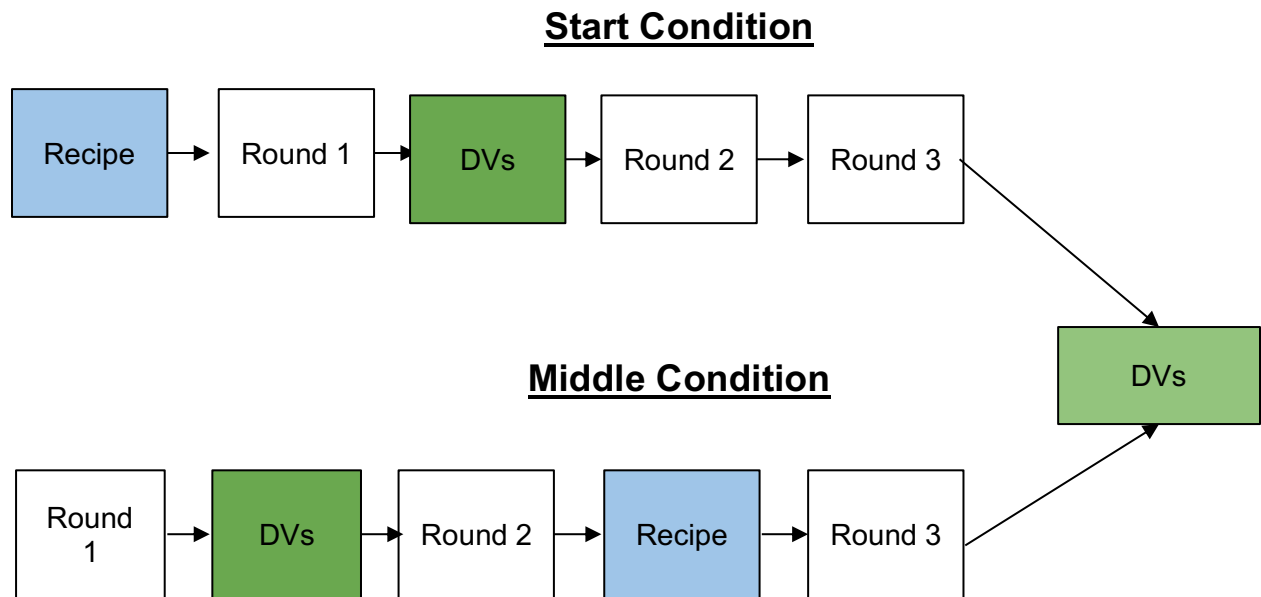 Start Condition
Recipe
Round 1
DVs
Round 2
Round 3
DVs
Middle Condition
Round
1
DVs
Round 2
Recipe
Round 3